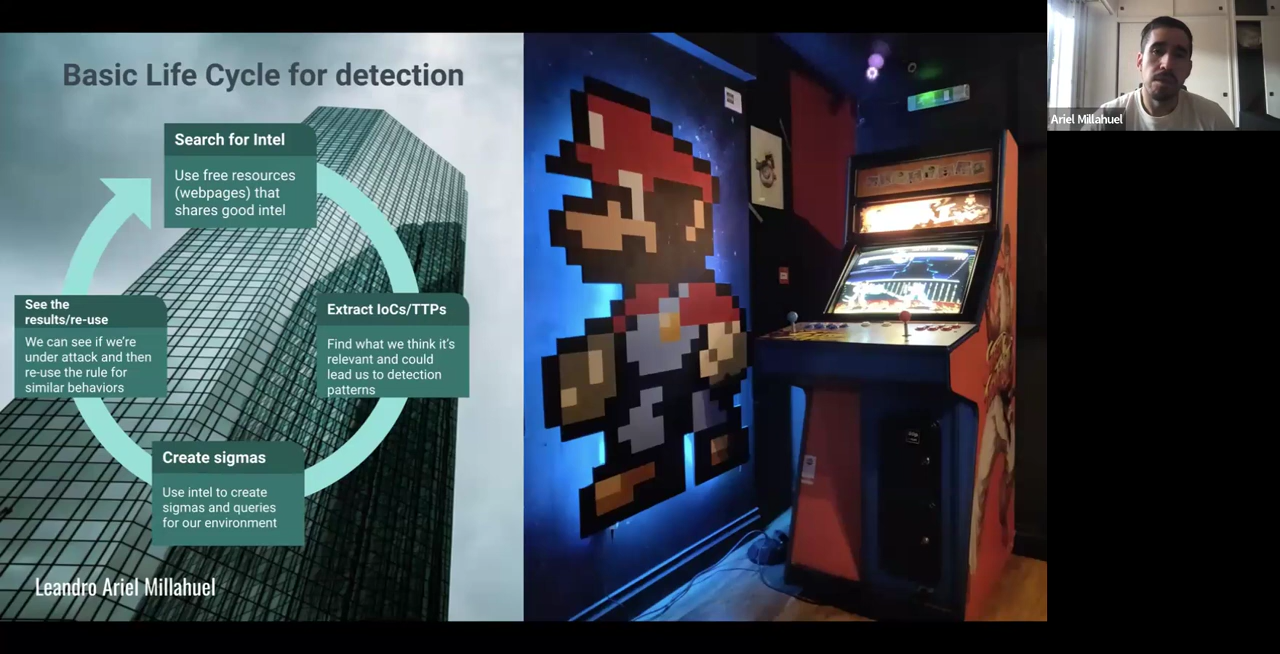 Basic Life Cycle for detection
Search for Intel
Use free resources
(webpages) that
shares good intel
Extract IoCs/TTPs
Find what we think it's
relevant and could
lead us to detection
patterns
Create sigmas
Use intel to create
sigmas and queries
for our environment
See the
results/re-use
We can see if we're
under attack and then
re-use the rule for
similar behaviors
Leandro Ariel Millahuel
Ariel Millahuel